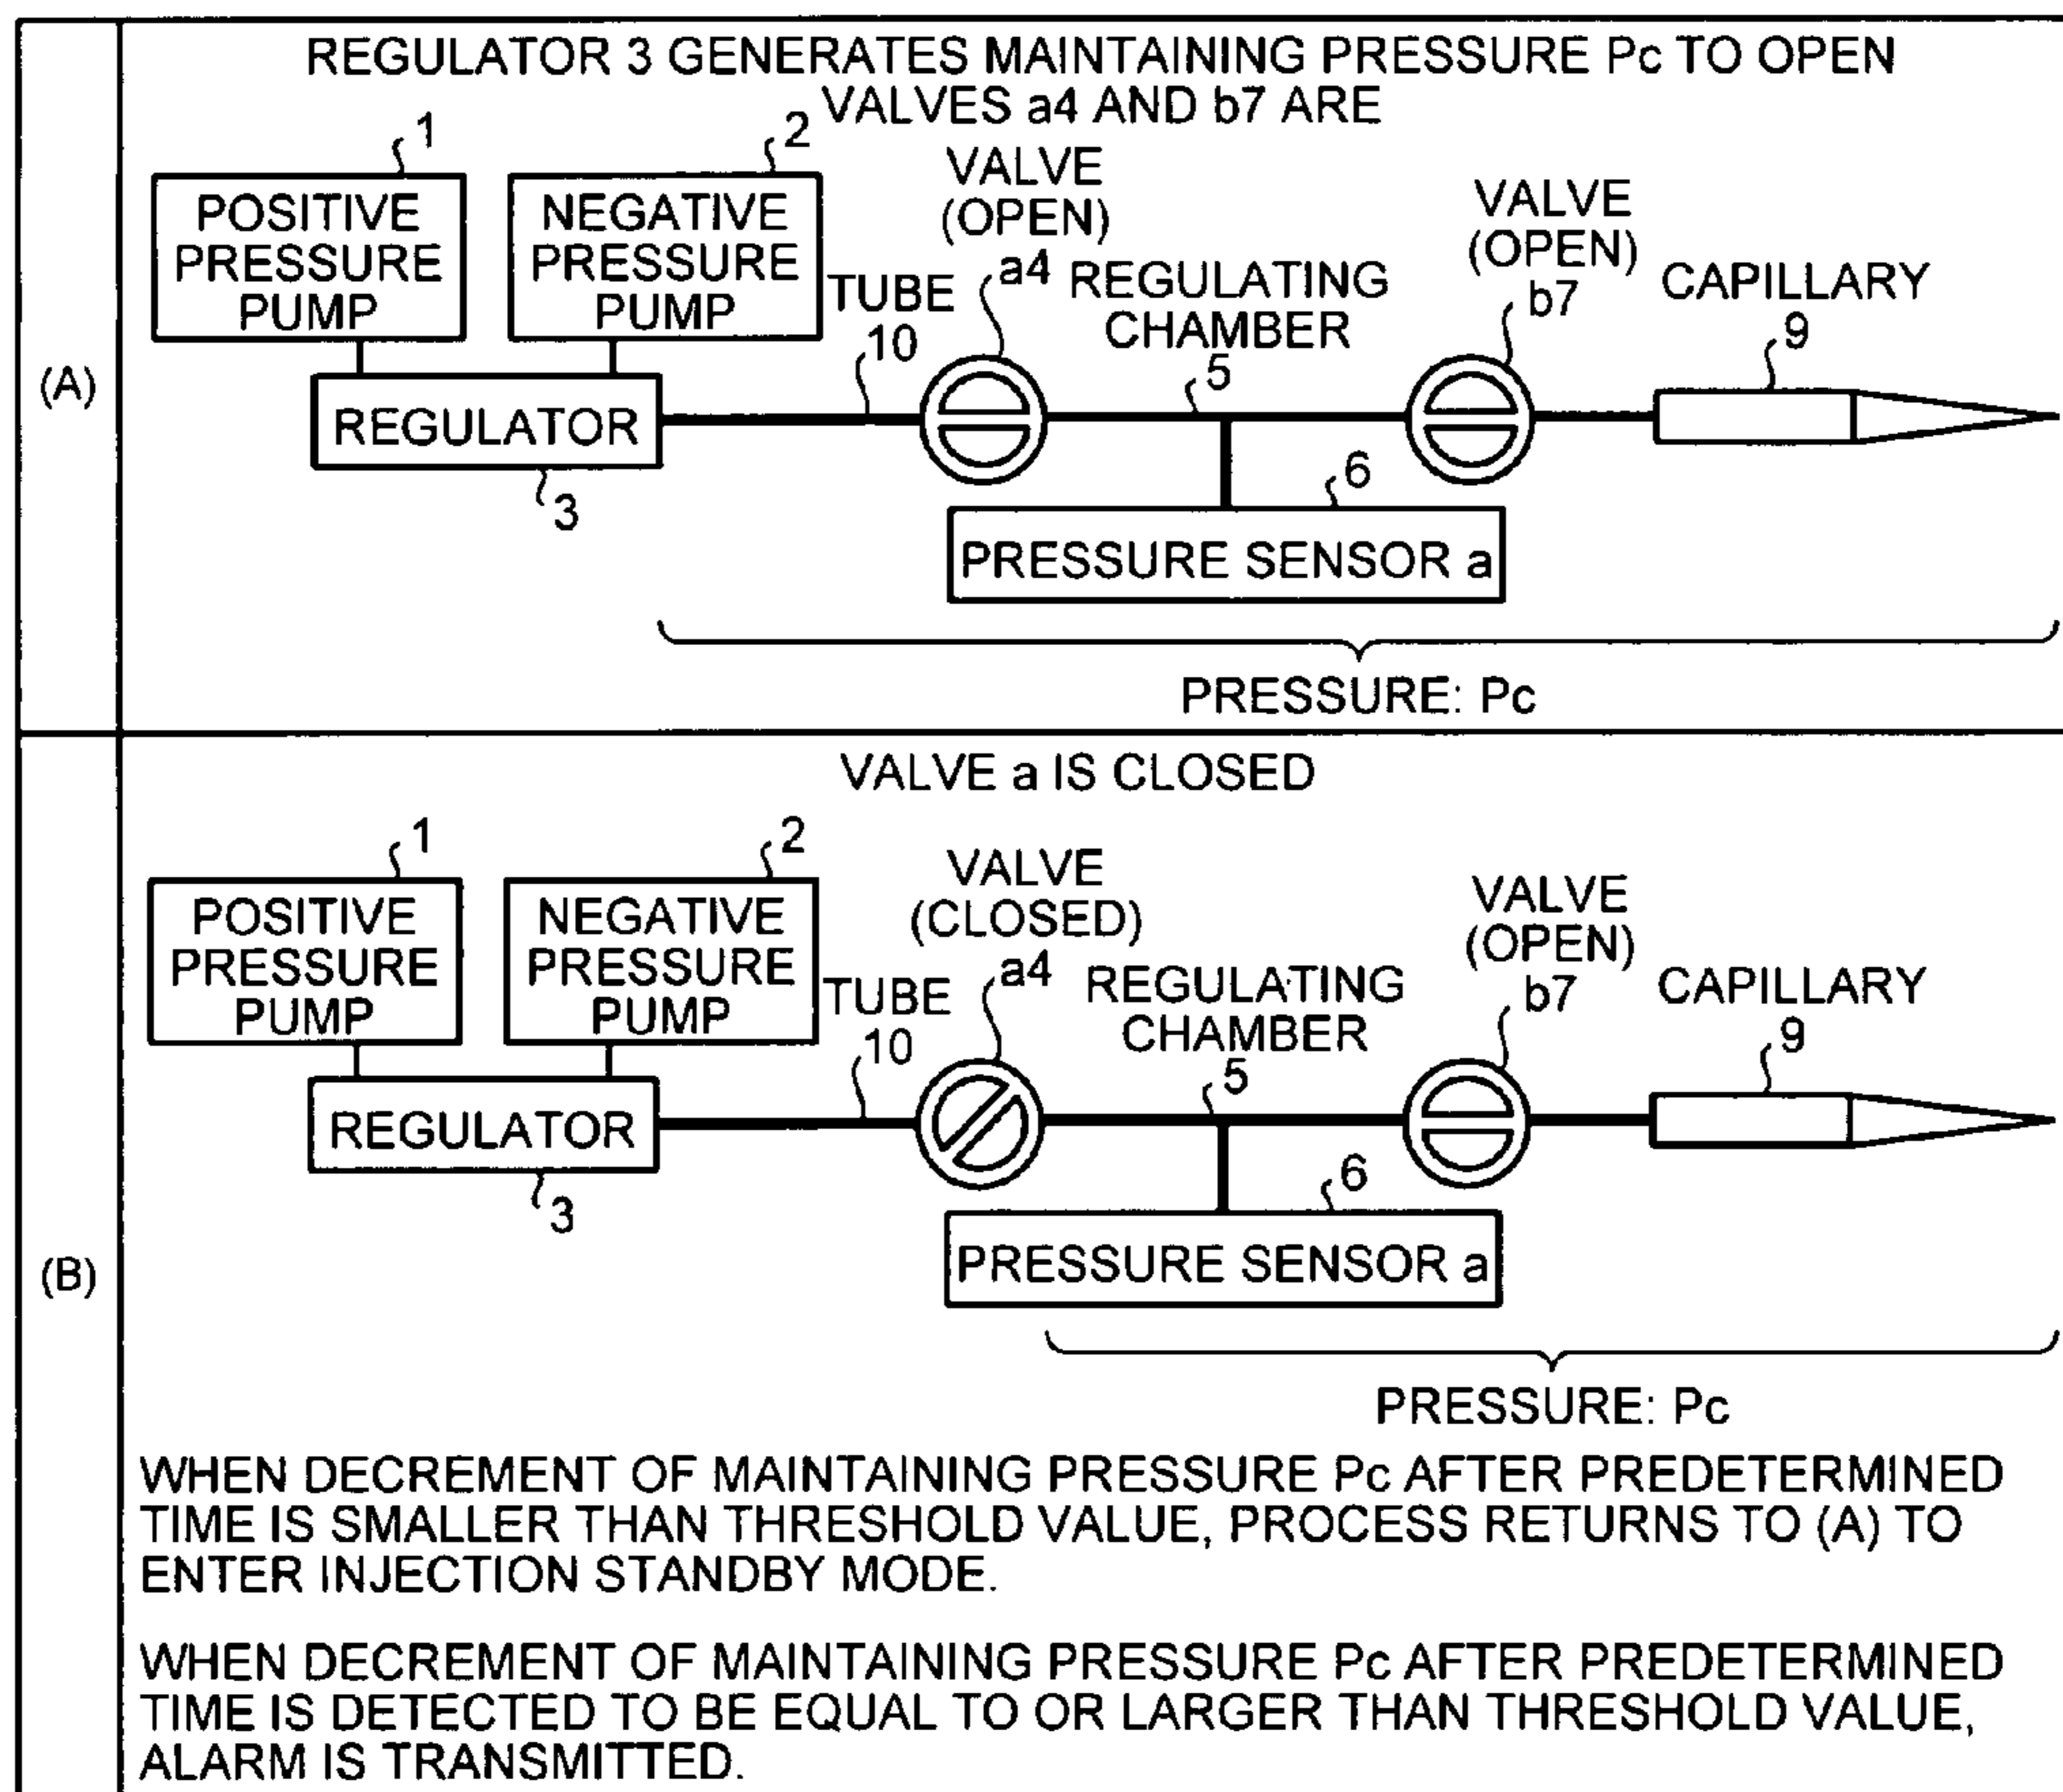 (A)
REGULATOR 3 GENERATES MAINTAINING PRESSURE Pc TO OPEN
VALVES a4 AND b7 ARE
1
2
POSITIVE
PRESSURE
PUMP
NEGATIVE
PRESSURE
PUMP
REGULATOR
3
TUBE
10
VALVE
(OPEN)
a4
REGULATING
CHAMBER
5
VALVE
(OPEN)
b7
CAPILLARY
9
6
PRESSURE SENSOR a
PRESSURE: Pc
(B)
VALVE a IS CLOSED
1
2
POSITIVE
PRESSURE
PUMP
NEGATIVE
PRESSURE
PUMP
REGULATOR
3
TUBE
10
VALVE
(CLOSED)
a4
REGULATING
CHAMBER
5
VALVE
(OPEN)
b7
CAPILLARY
9
6
PRESSURE SENSOR a
PRESSURE: Pc
WHEN DECREMENT OF MAINTAINING PRESSURE Pc AFTER PREDETERMINED
TIME IS SMALLER THAN THRESHOLD VALUE, PROCESS RETURNS TO (A) TO
ENTER INJECTION STANDBY MODE.
WHEN DECREMENT OF MAINTAINING PRESSURE Pc AFTER PREDETERMINED
TIME IS DETECTED TO BE EQUAL TO OR LARGER THAN THRESHOLD VALUE,
ALARM IS TRANSMITTED.